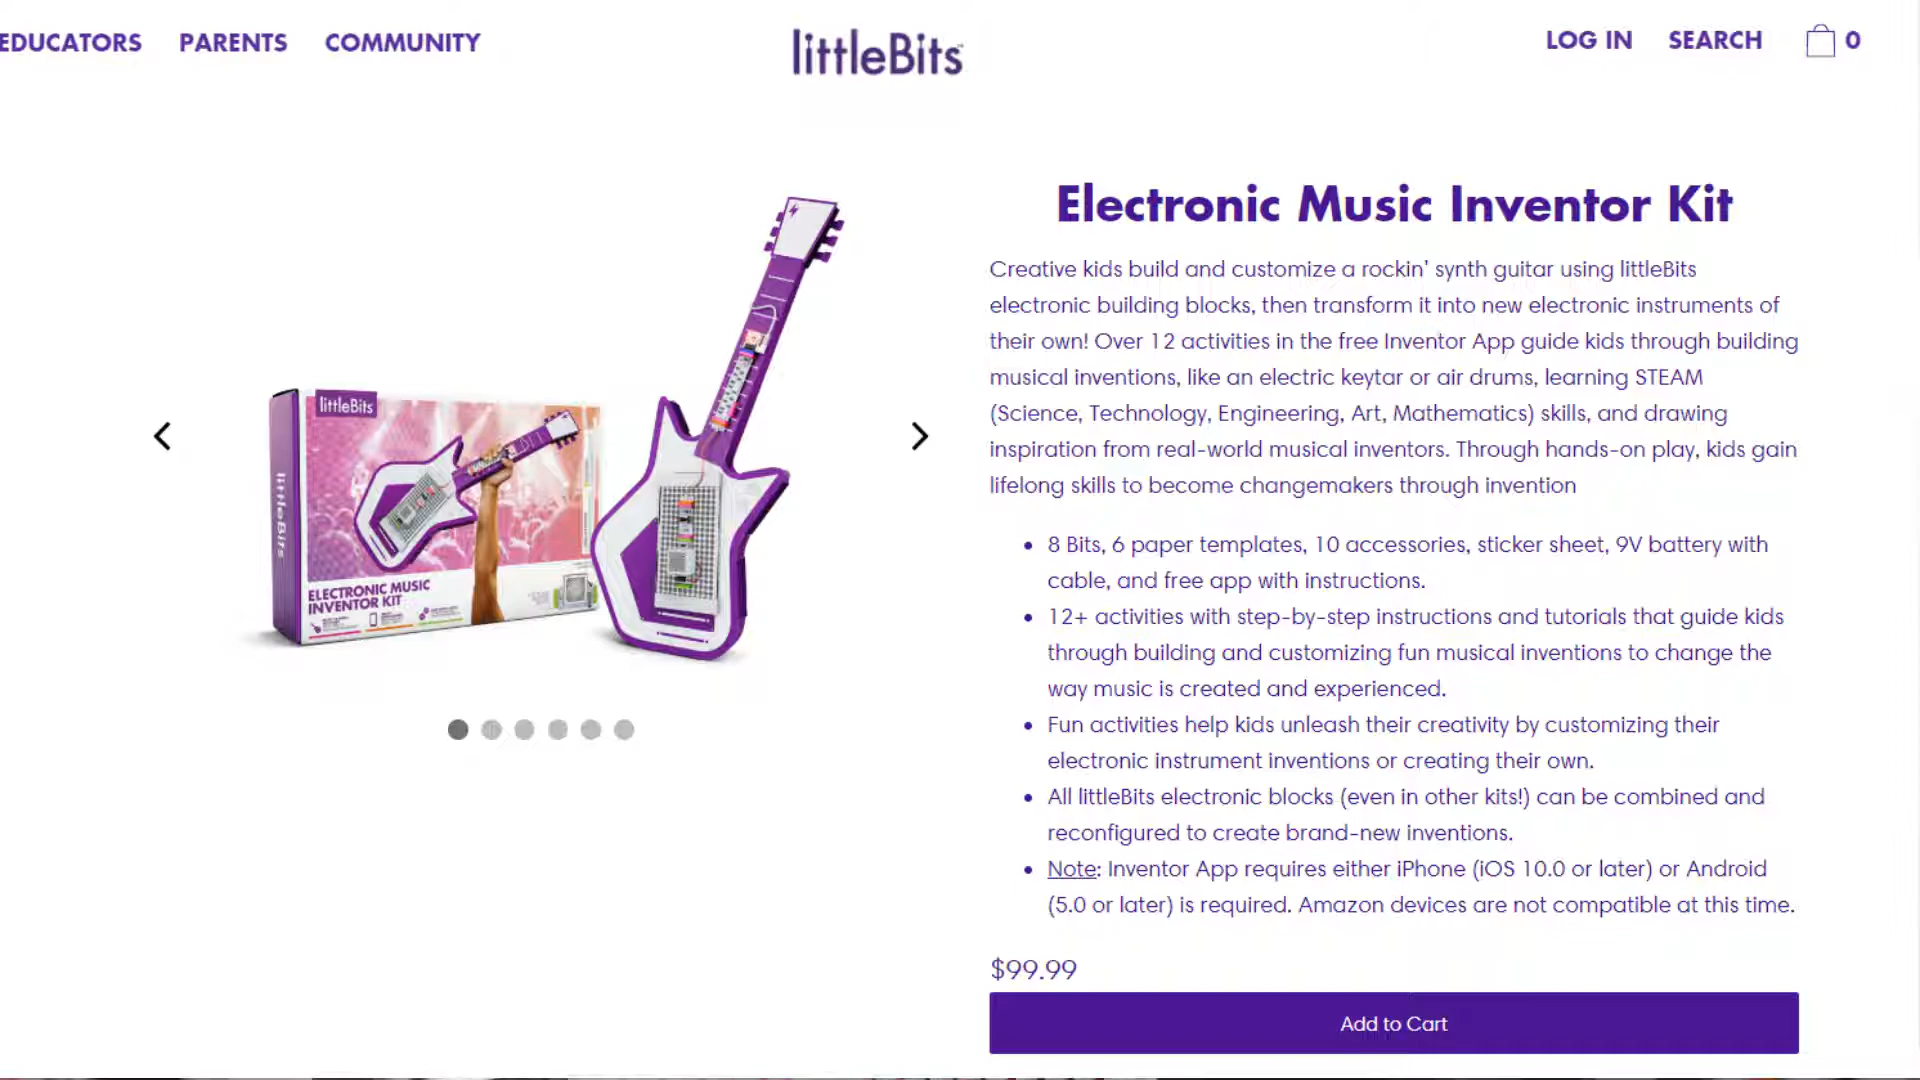 EDUCATORS PARENTS COMMUNITY
littleBits
LOG IN SEARCH 0
Electronic Music Inventor Kit
Creative kids build and customize a rockin' synth guitar using littleBits
electronic building blocks, then transform it into new electronic instruments of
their own! Over 12 activities in the free Inventor App guide kids through building
musical inventions, like an electric keytar or air drums, learning STEAM
(Science, Technology, Engineering, Art, Mathematics) skills, and drawing
inspiration from real-world musical inventors. Through hands-on play, kids gain
lifelong skills to become changemakers through invention
littleBits
littleBits
ELECTRONIC MUSIC
INVENTOR KIT
• 8 Bits, 6 paper templates, 10 accessories, sticker sheet, 9V battery with
cable, and free app with instructions.
• 12+ activities with step-by-step instructions and tutorials that guide kids
through building and customizing fun musical inventions to change the
way music is created and experienced.
• Fun activities help kids unleash their creativity by customizing their
electronic instrument inventions or creating their own.
• All littleBits electronic blocks (even in other kits!) can be combined and
reconfigured to create brand-new inventions.
• Note: Inventor App requires either iPhone (iOS 10.0 or later) or Android
(5.0 or later) is required. Amazon devices are not compatible at this time.
$99.99
Add to Cart